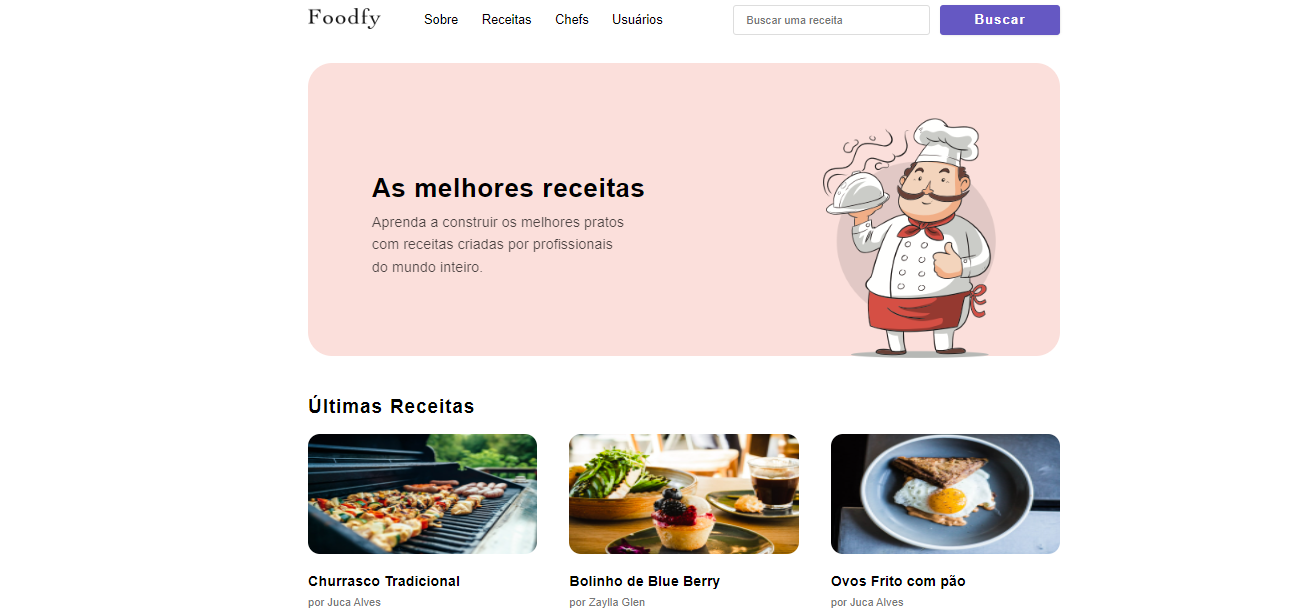 Foodfy Sobre Receitas Chefs Usuários Buscar uma receita Buscar
As melhores receitas
Aprenda a construir os melhores pratos
com receitas criadas por profissionais
do mundo inteiro.
Últimas Receitas
Churrasco Tradicional
por Juca Alves
Bolinho de Blue Berry
por Zaylla Glen
Ovos Frito com pão
por Juca Alves